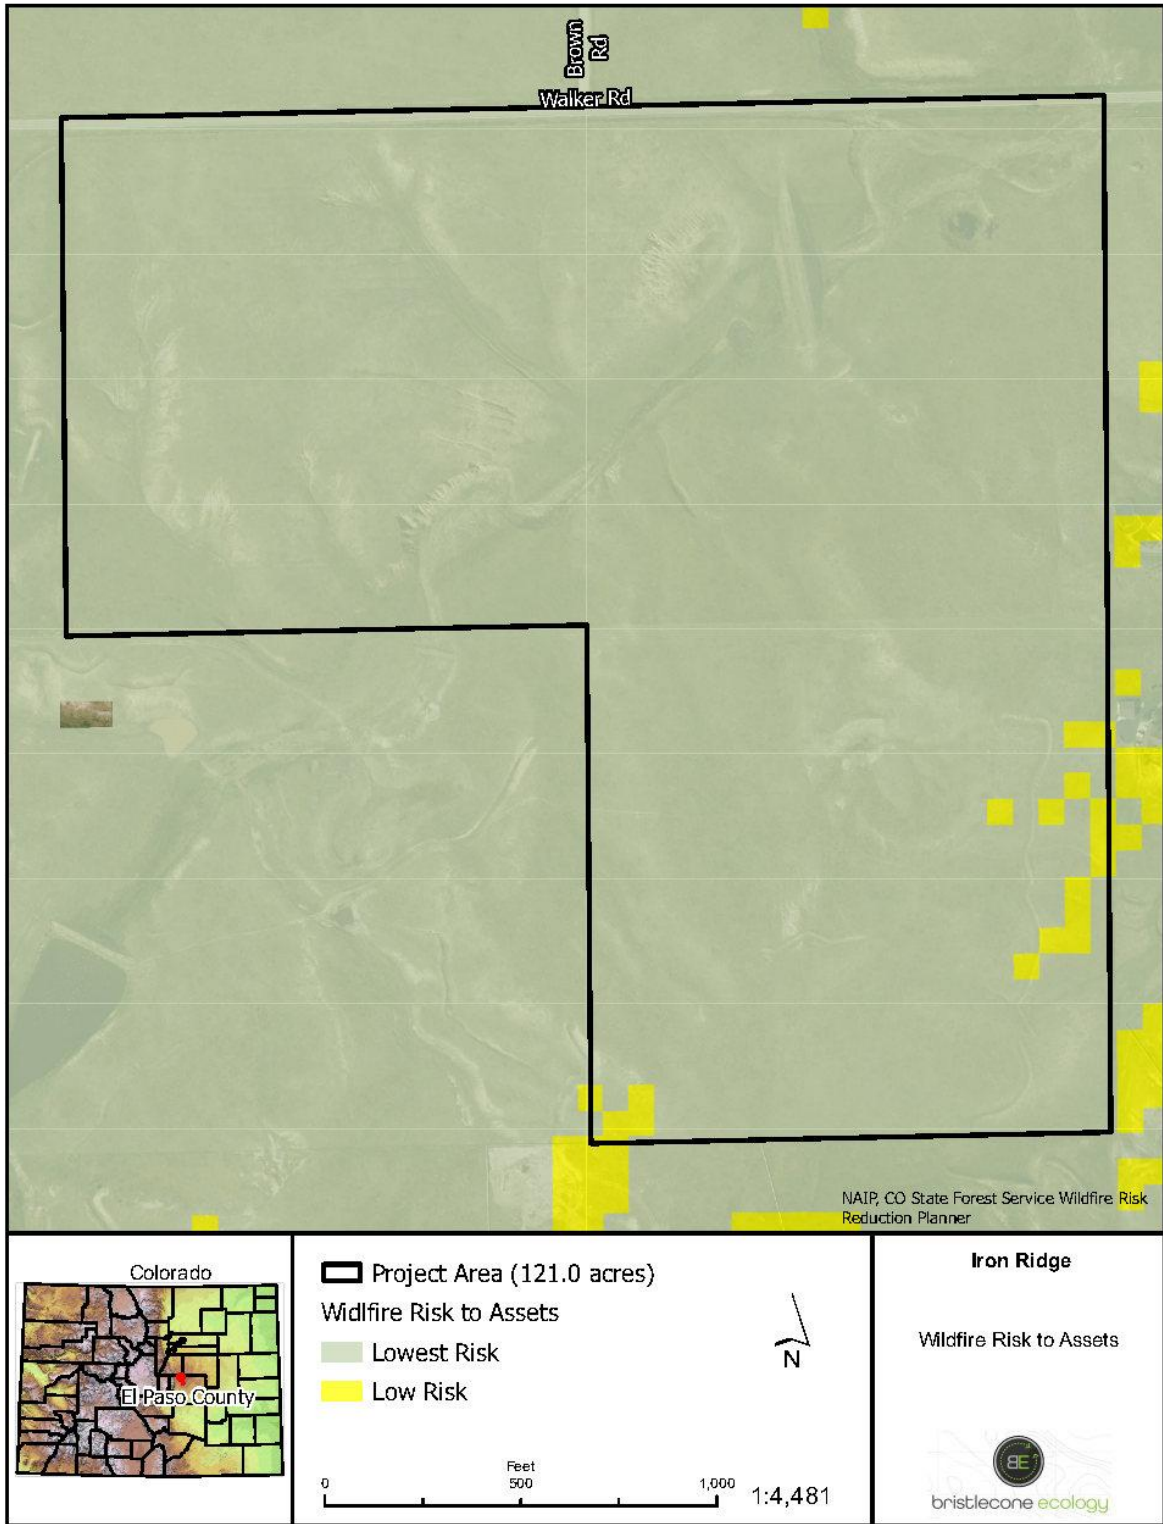 Brown
Rd
Walker Rd
NAIP, CO State Forest Service Wildfire Risk
Reduction Planner
Colorado
El Paso County
Project Area (121.0 acres)
Widlfire Risk to Assets
Lowest Risk
Low Risk
N
Feet
0 500 1,000
1:4,481
Iron Ridge
Wildfire Risk to Assets
BE
bristlecone ecology